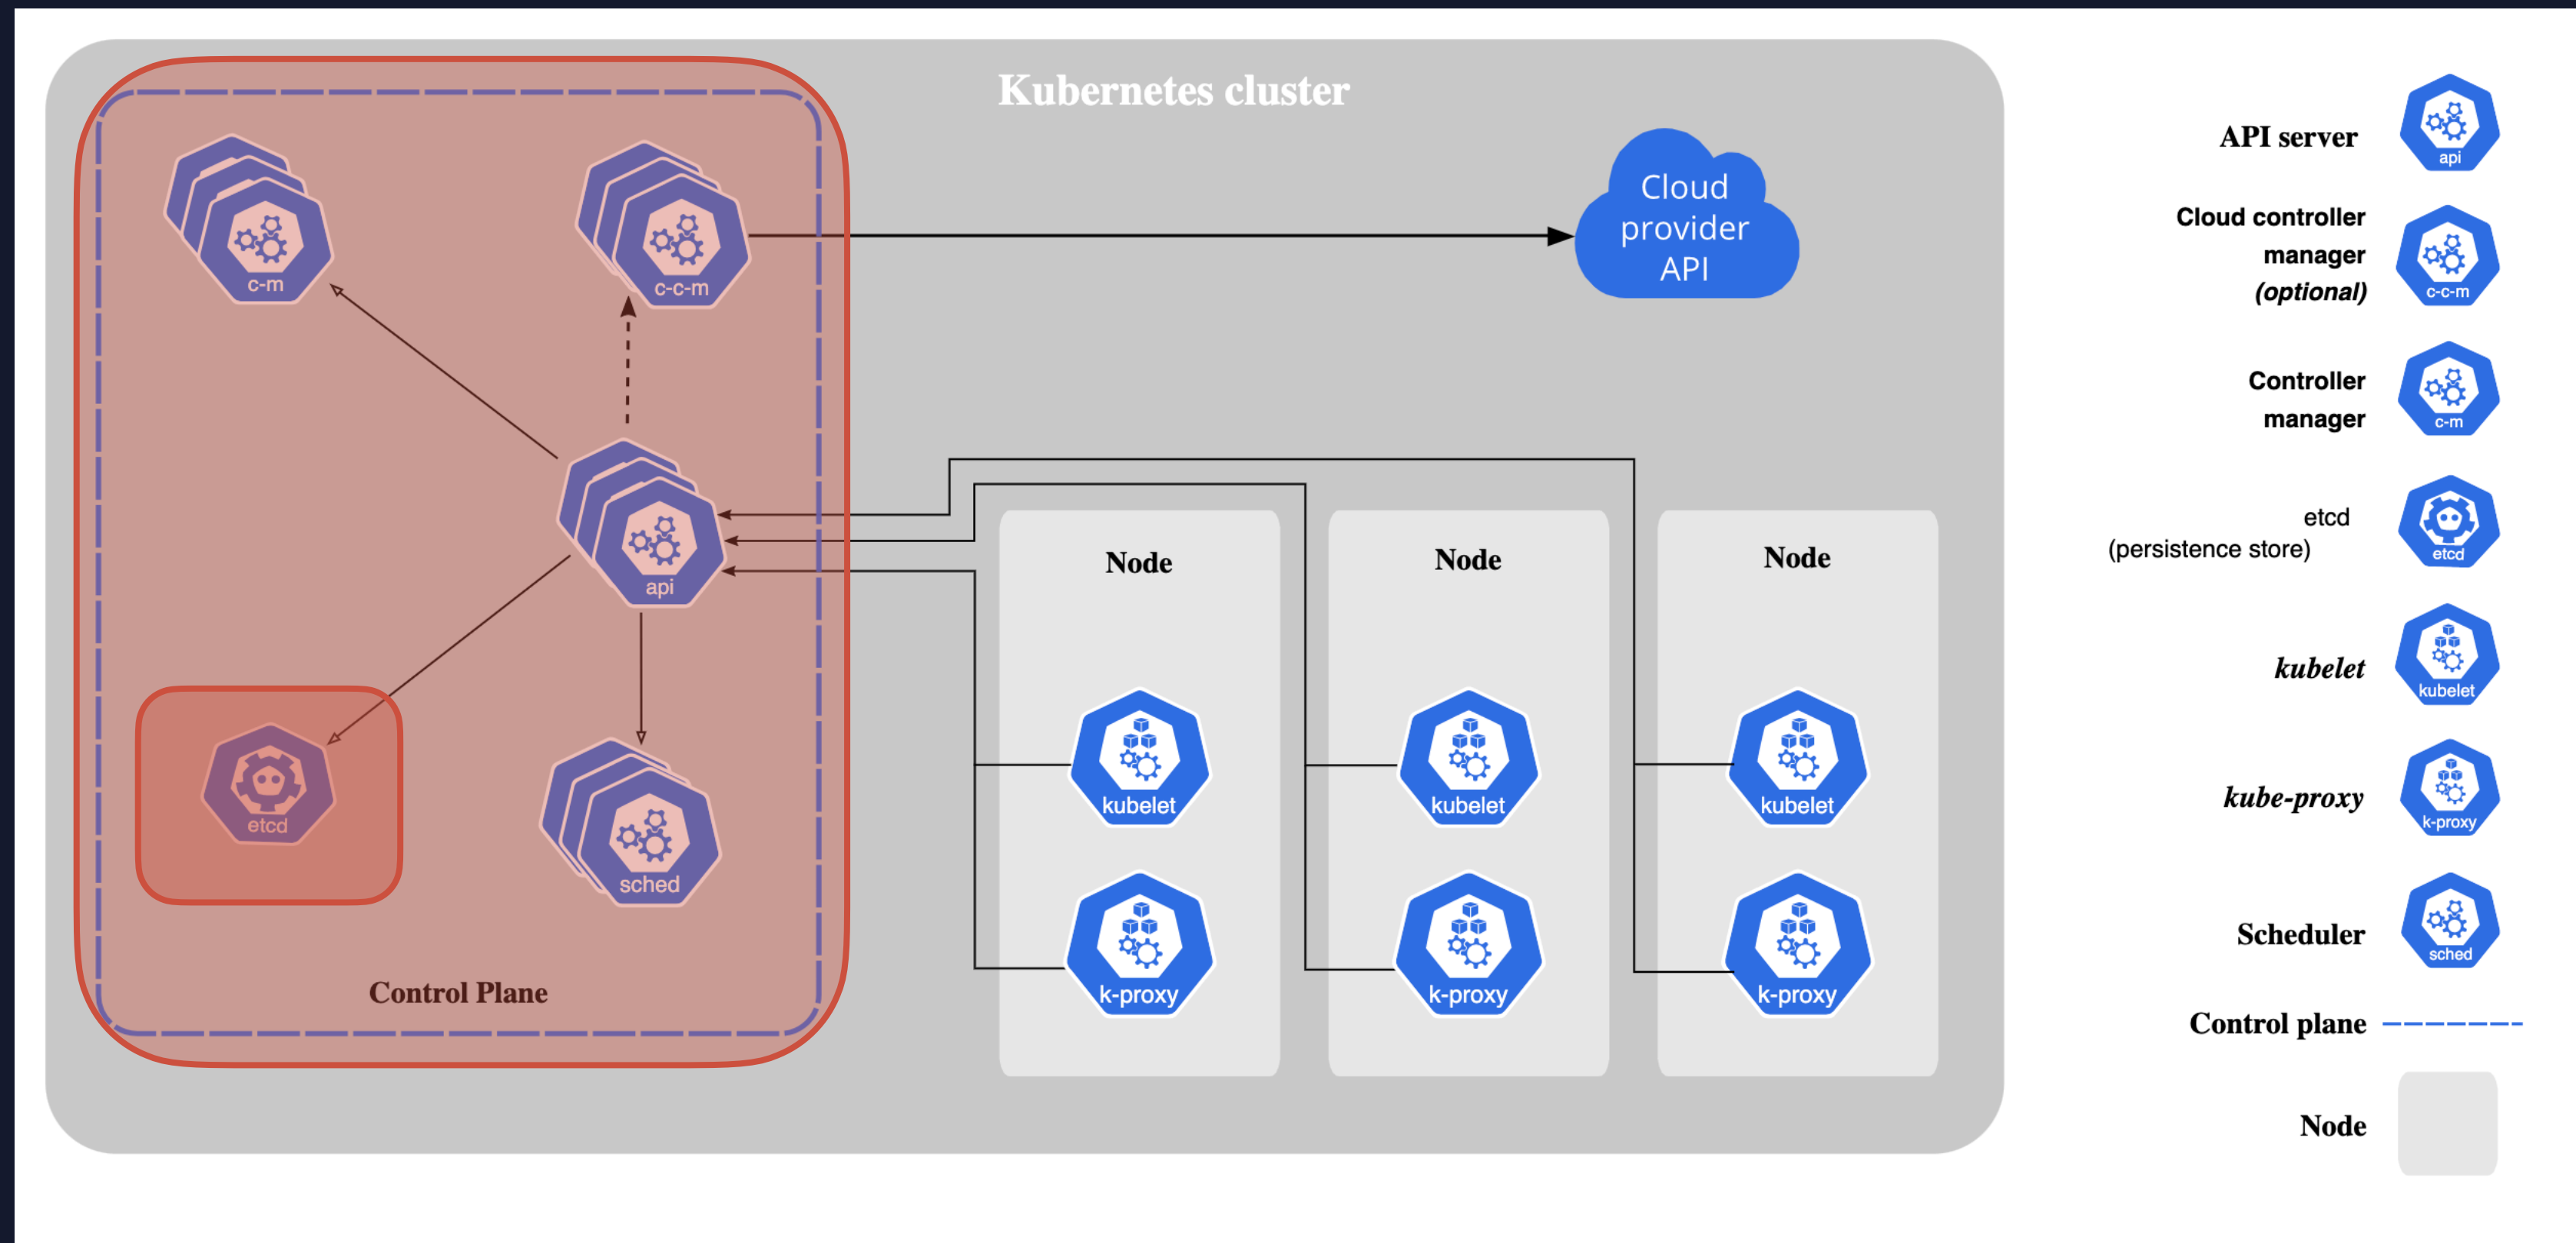 Kubernetes cluster
c-m
c-c-m
Cloud
provider
API
api
etcd
sched
Control Plane
Node
kubelet
k-proxy
Node
kubelet
k-proxy
Node
kubelet
k-proxy
API server
api
Cloud controller
manager
(optional)
c-c-m
Controller
manager
c-m
etcd
(persistence store)
etcd
kubelet
kubelet
kube-proxy
k-proxy
Scheduler
sched
Control plane
Node